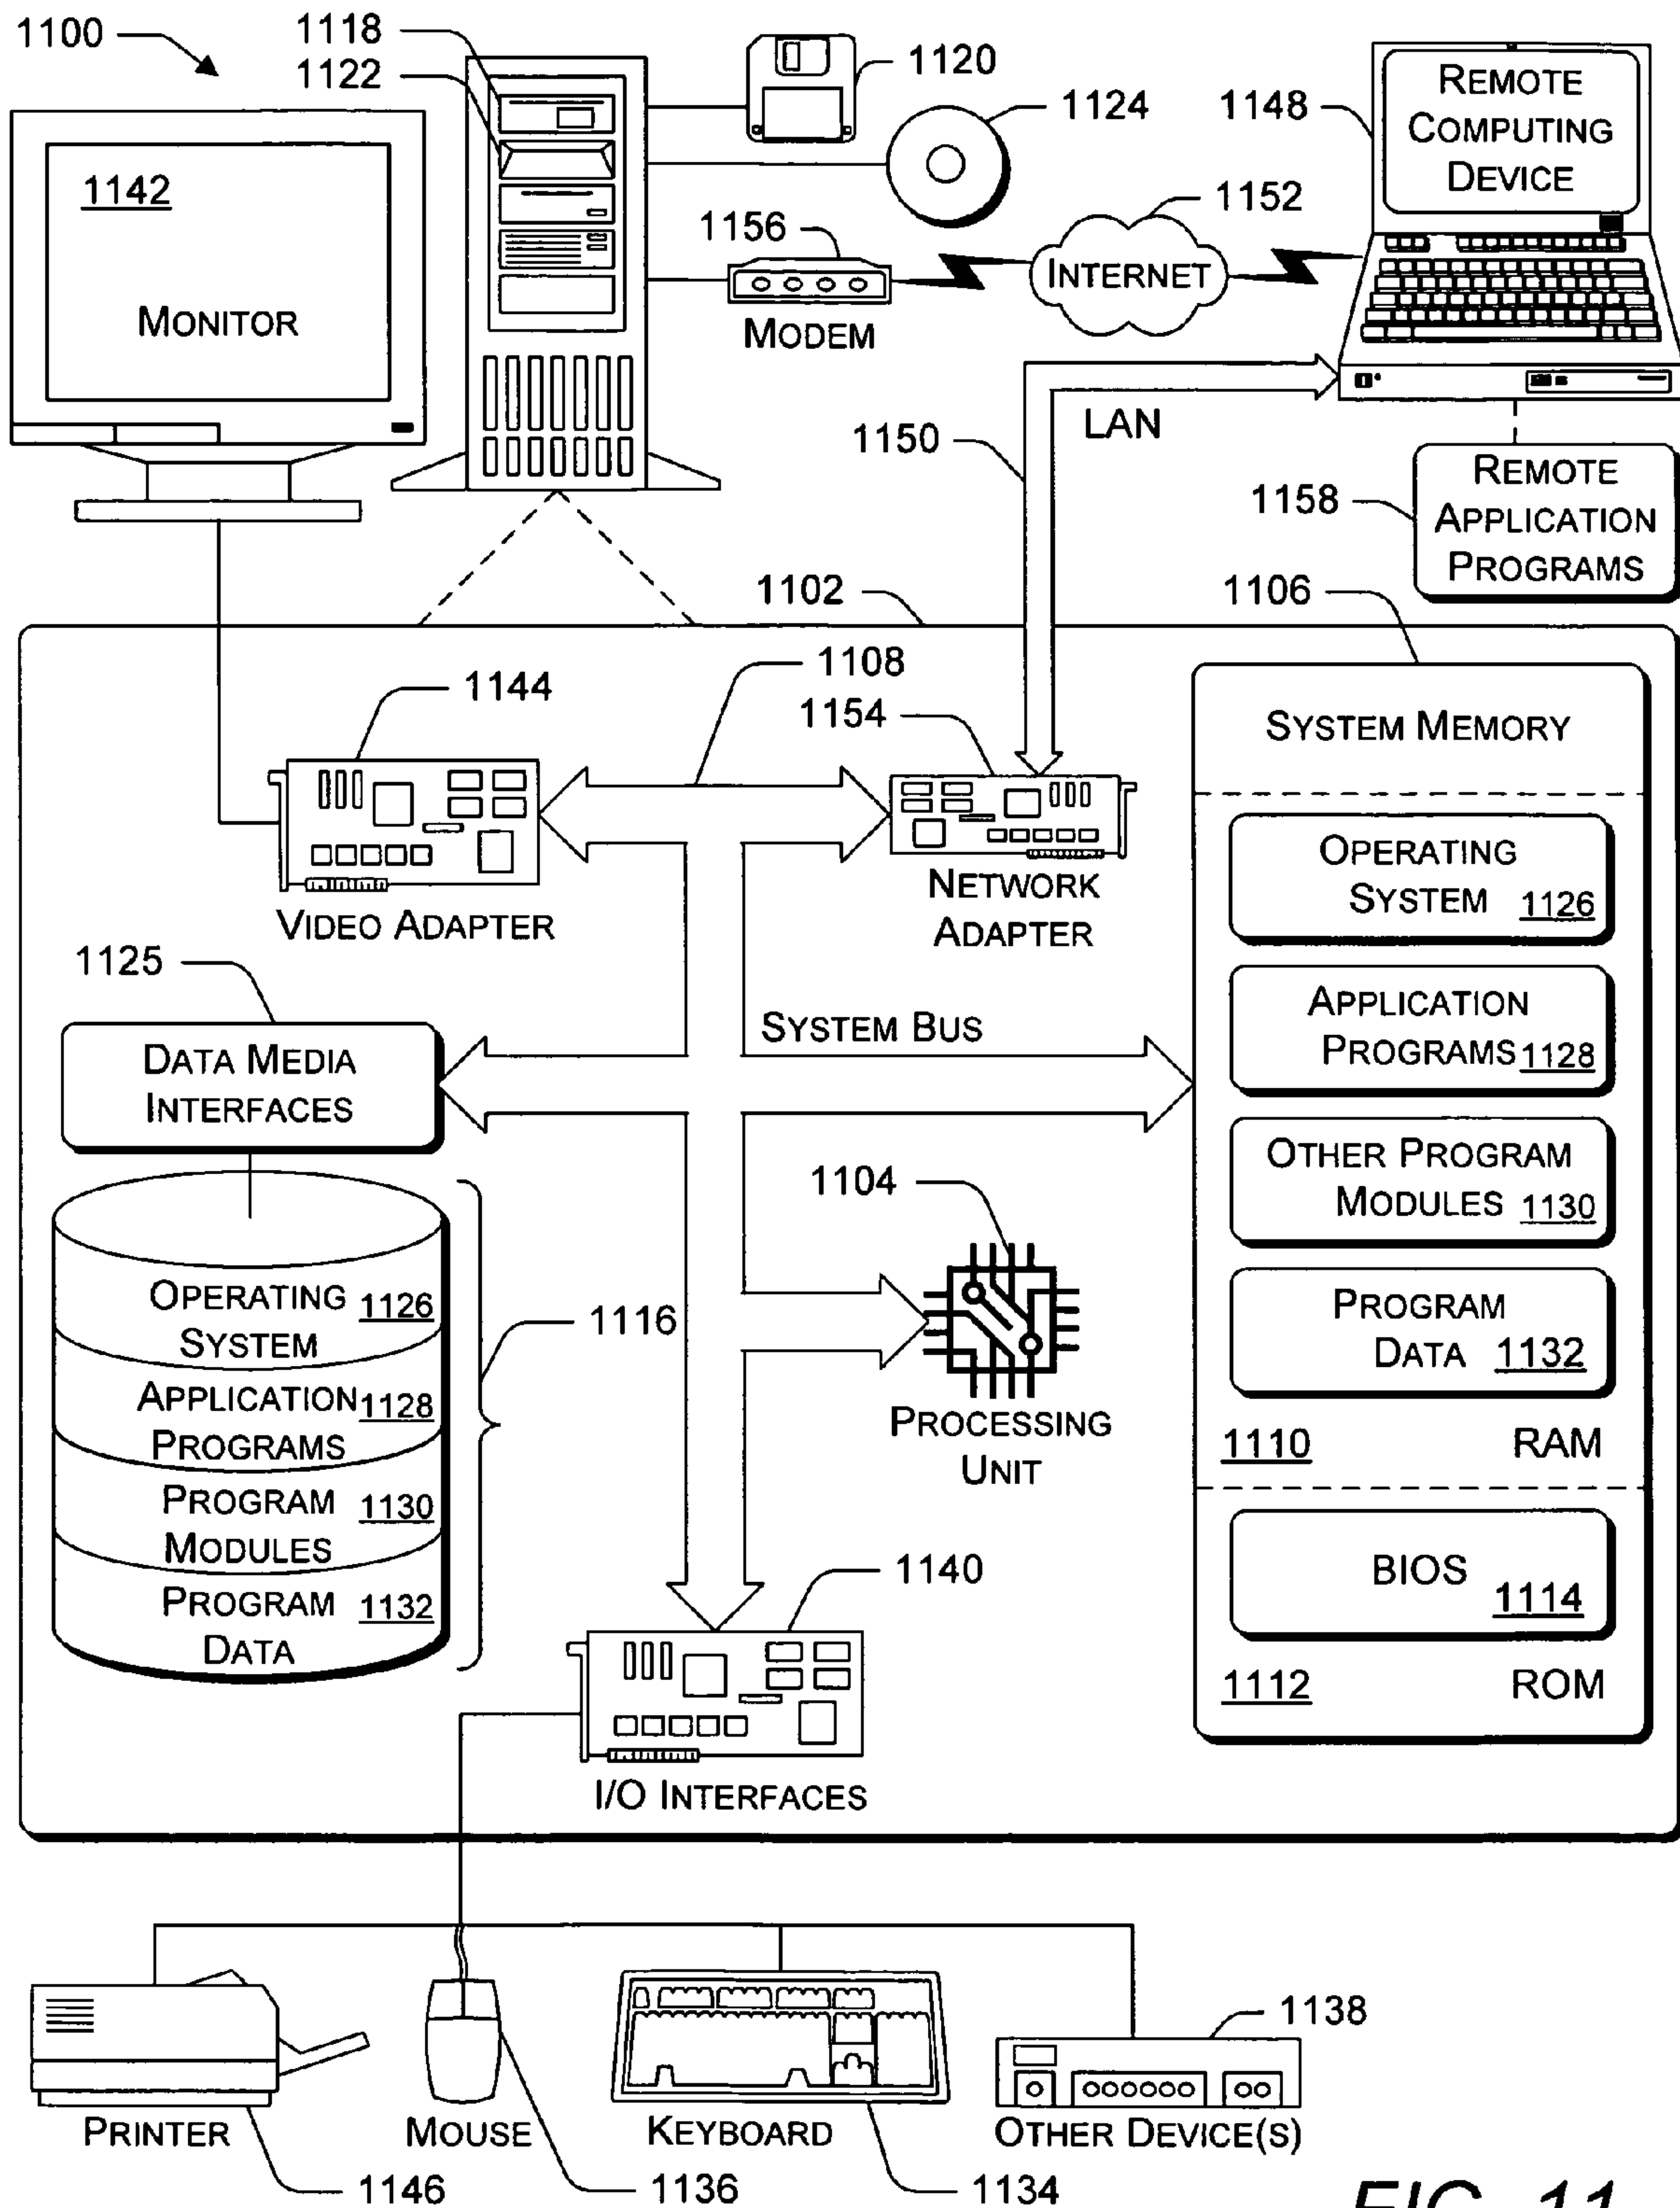 1100
1118
1122
1120
1124
1148
REMOTE
COMPUTING
DEVICE
1142
MONITOR
1156
MODEM
1152
INTERNET
1150
LAN
1158
REMOTE
APPLICATION
PROGRAMS
1102
1106
1108
1144
1154
VIDEO ADAPTER
NETWORK
ADAPTER
SYSTEM MEMORY
OPERATING
SYSTEM 1126
APPLICATION
PROGRAMS 1128
OTHER PROGRAM
MODULES 1130
PROGRAM
DATA 1132
1110 RAM
BIOS 1114
1112 ROM
1125
DATA MEDIA
INTERFACES
SYSTEM BUS
1104
PROCESSING
UNIT
OPERATING 1126
SYSTEM
APPLICATION 1128
PROGRAMS
PROGRAM 1130
MODULES
PROGRAM 1132
DATA
1116
1140
I/O INTERFACES
1138
PRINTER
MOUSE
KEYBOARD
OTHER DEVICE(S)
1146
1136
1134
FIG. 11